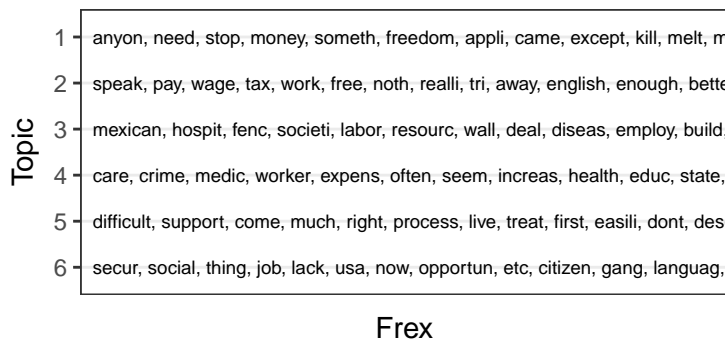 1 anyon, need, stop, money, someth, freedom, appli, came, except, kill, melt,
2 speak, pay, wage, tax, work, free, noth, realli, tri, away, english, enough,
3 mexican, hospit, fenc, societi, labor, resourc, wall, deal, diseas, employ, build,
4 care, crime, medic, worker, expens, often, seem, increas, health, educ, state,
5 difficult, support, come, much, right, process, live, treat, first, easili, dont,
6 secur, social, thing, job, lack, usa, now, opportun, etc, citizen, gang, languag,
Topic
Frex